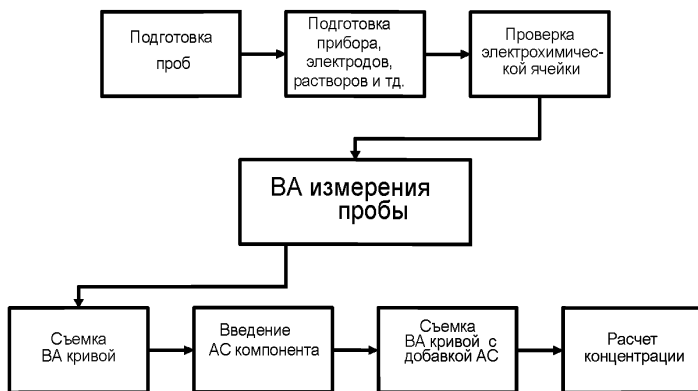 Подготовка
проб
Подготовка
прибора,
электродов,
растворов и тд.
Проверка
электрохимичес-
кой ячейки
ВА измерения
пробы
Съемка
ВА кривой
Введение
АС компонента
Съемка
ВА кривой с
добавкой АС
Расчет
концентрации